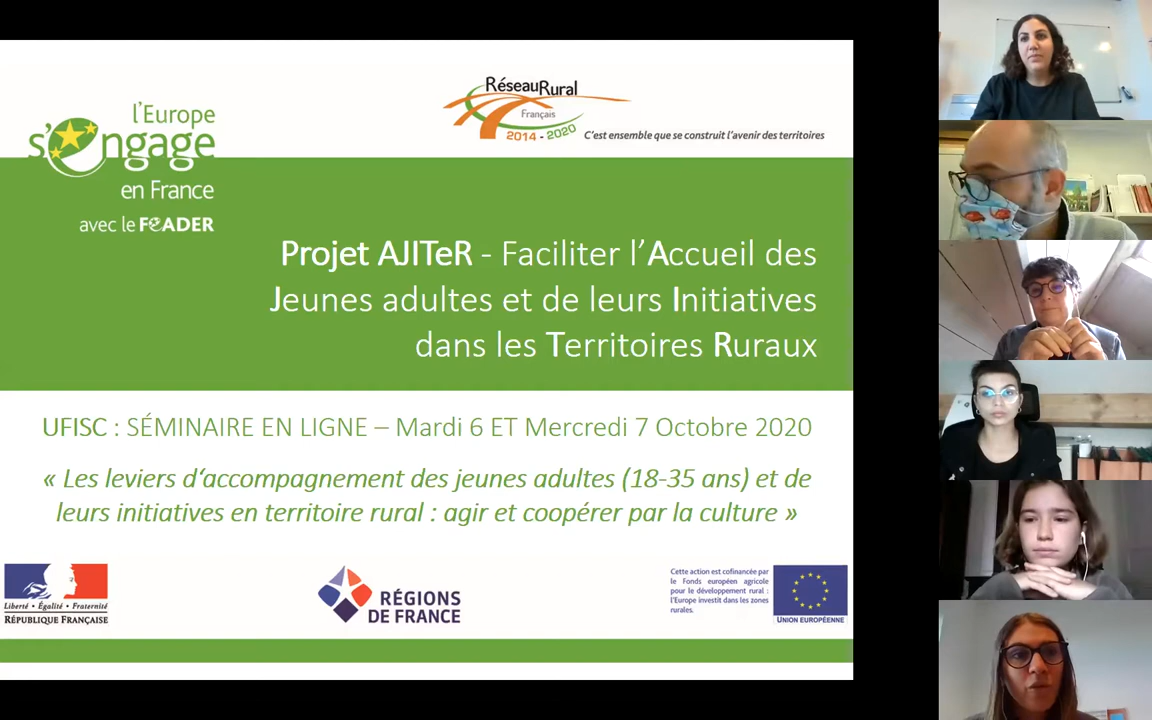 l'Europe
s'engage
en France
avec le FEADER
RéseauRural
Français
2014 - 2020
C'est ensemble que se construit l'avenir des territoires
Projet AJITeR - Faciliter l'Accueil des
Jeunes adultes et de leurs Initiatives
dans les Territoires Ruraux
UFISC : SÉMINAIRE EN LIGNE – Mardi 6 ET Mercredi 7 Octobre 2020
« Les leviers d'accompagnement des jeunes adultes (18-35 ans) et de
leurs initiatives en territoire rural : agir et coopérer par la culture »
Liberté • Égalité • Fraternité
RÉPUBLIQUE FRANÇAISE
RÉGIONS
DE FRANCE
Cette action est cofinancée par
le Fonds européen agricole
pour le développement rural :
l'Europe investit dans les zones
rurales.
UNION EUROPÉENNE